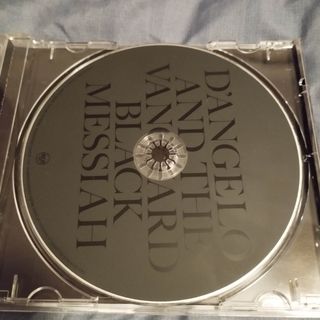 D'ANGELO
AND THE
VANGUARD
BLACK
MESSIAH